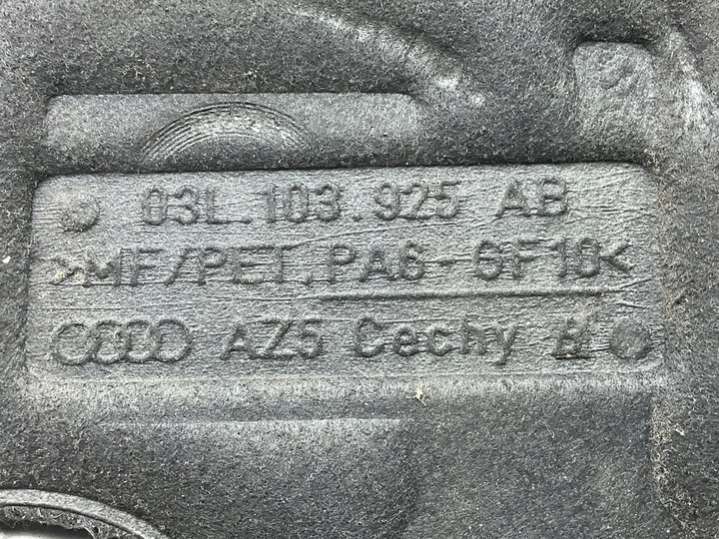 03L.103.925 AB
>MF/PET.PA6-GF10<
AZ5 Cechy